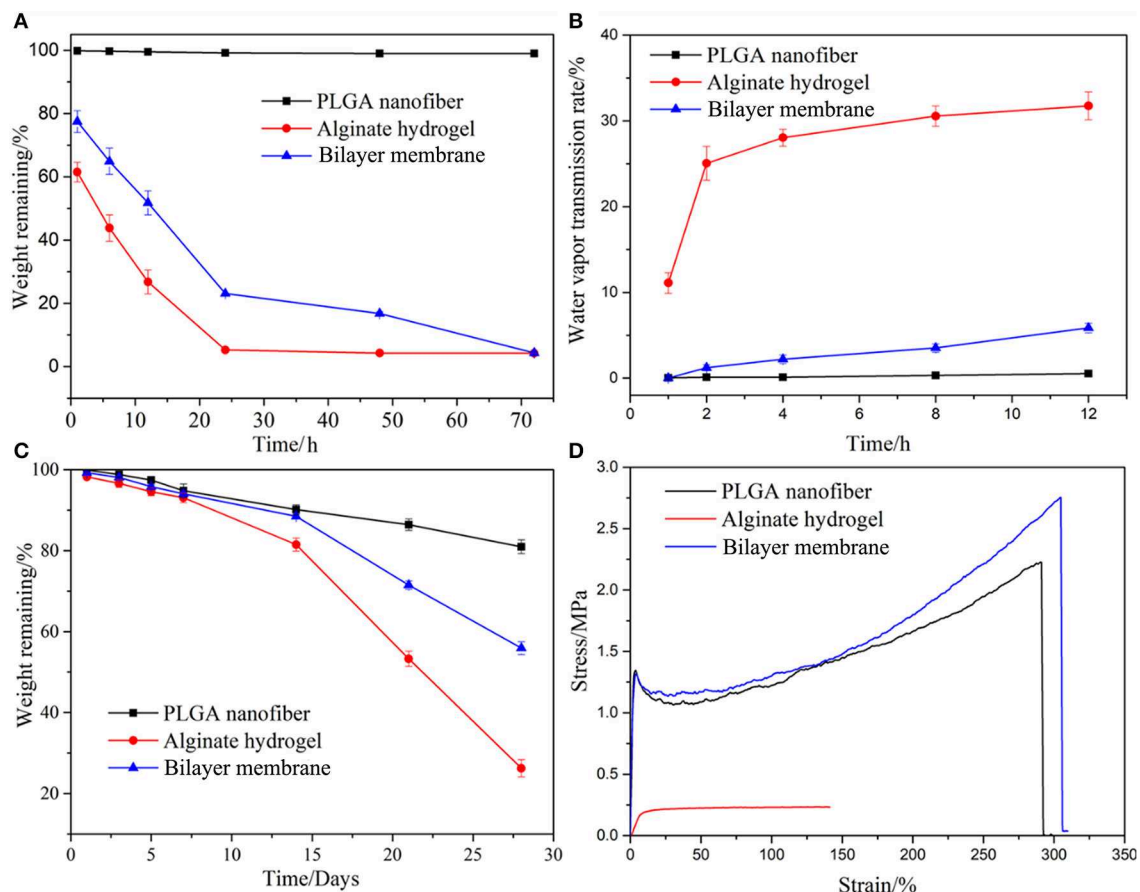 A
100
80
60
40
20
0
Weight remaining/%
PLGA nanofiber
Alginate hydrogel
Bilayer membrane
0 10 20 30 40 50 60 70
Time/h
B
40
30
20
10
0
Water vapor transmission rate/%
PLGA nanofiber
Alginate hydrogel
Bilayer membrane
0 2 4 6 8 10 12
Time/h
C
100
80
60
40
20
Weight remaining/%
PLGA nanofiber
Alginate hydrogel
Bilayer membrane
0 5 10 15 20 25 30
Time/Days
D
3.0
2.5
2.0
1.5
1.0
0.5
0.0
Stress/MPa
PLGA nanofiber
Alginate hydrogel
Bilayer membrane
0 50 100 150 200 250 300 350
Strain/%